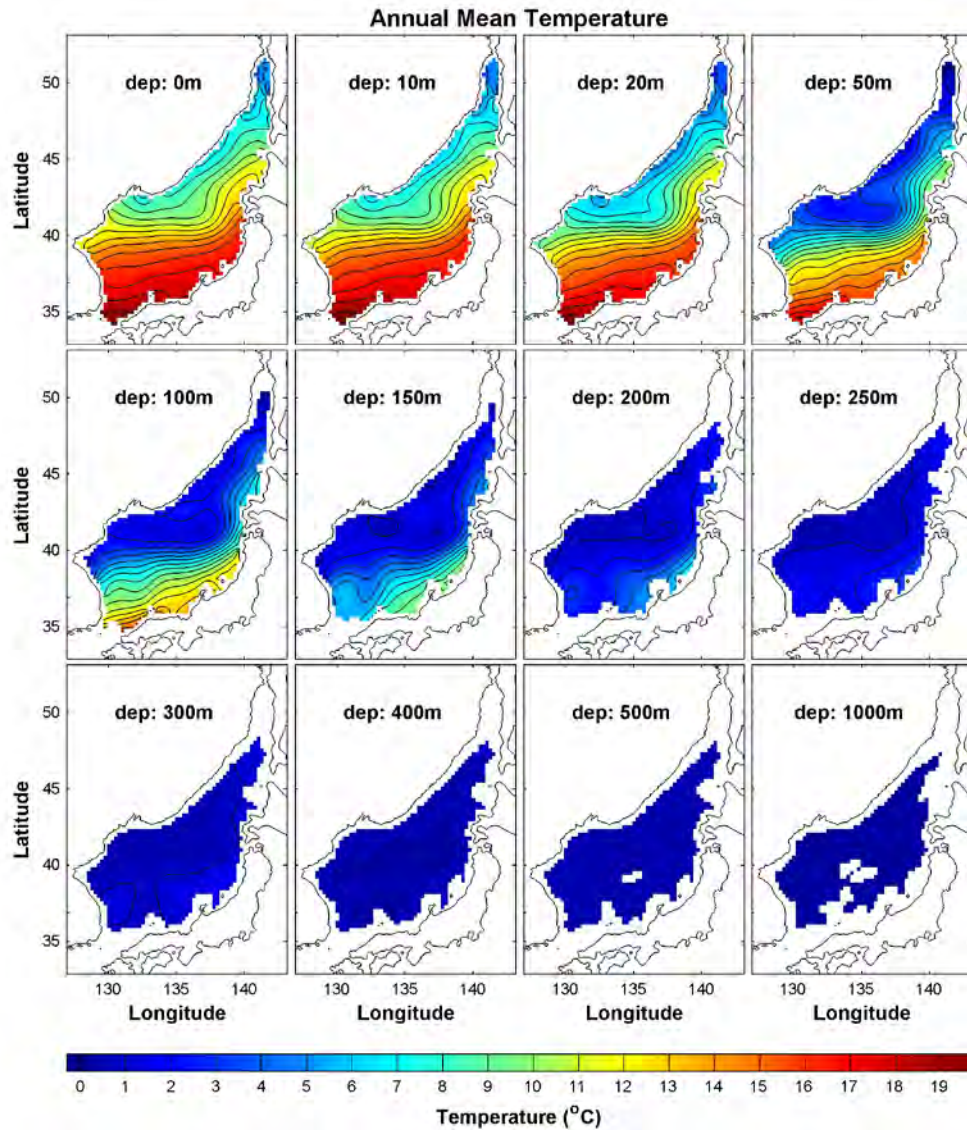 Annual Mean Temperature
dep: 0m
dep: 10m
dep: 20m
dep: 50m
50
45
40
35
Latitude
dep: 100m
dep: 150m
dep: 200m
dep: 250m
50
45
40
35
Latitude
dep: 300m
dep: 400m
dep: 500m
dep: 1000m
50
45
40
35
Latitude
130 135 140 130 135 140 130 135 140 130 135 140
Longitude Longitude Longitude Longitude
0 1 2 3 4 5 6 7 8 9 10 11 12 13 14 15 16 17 18 19
Temperature (°C)